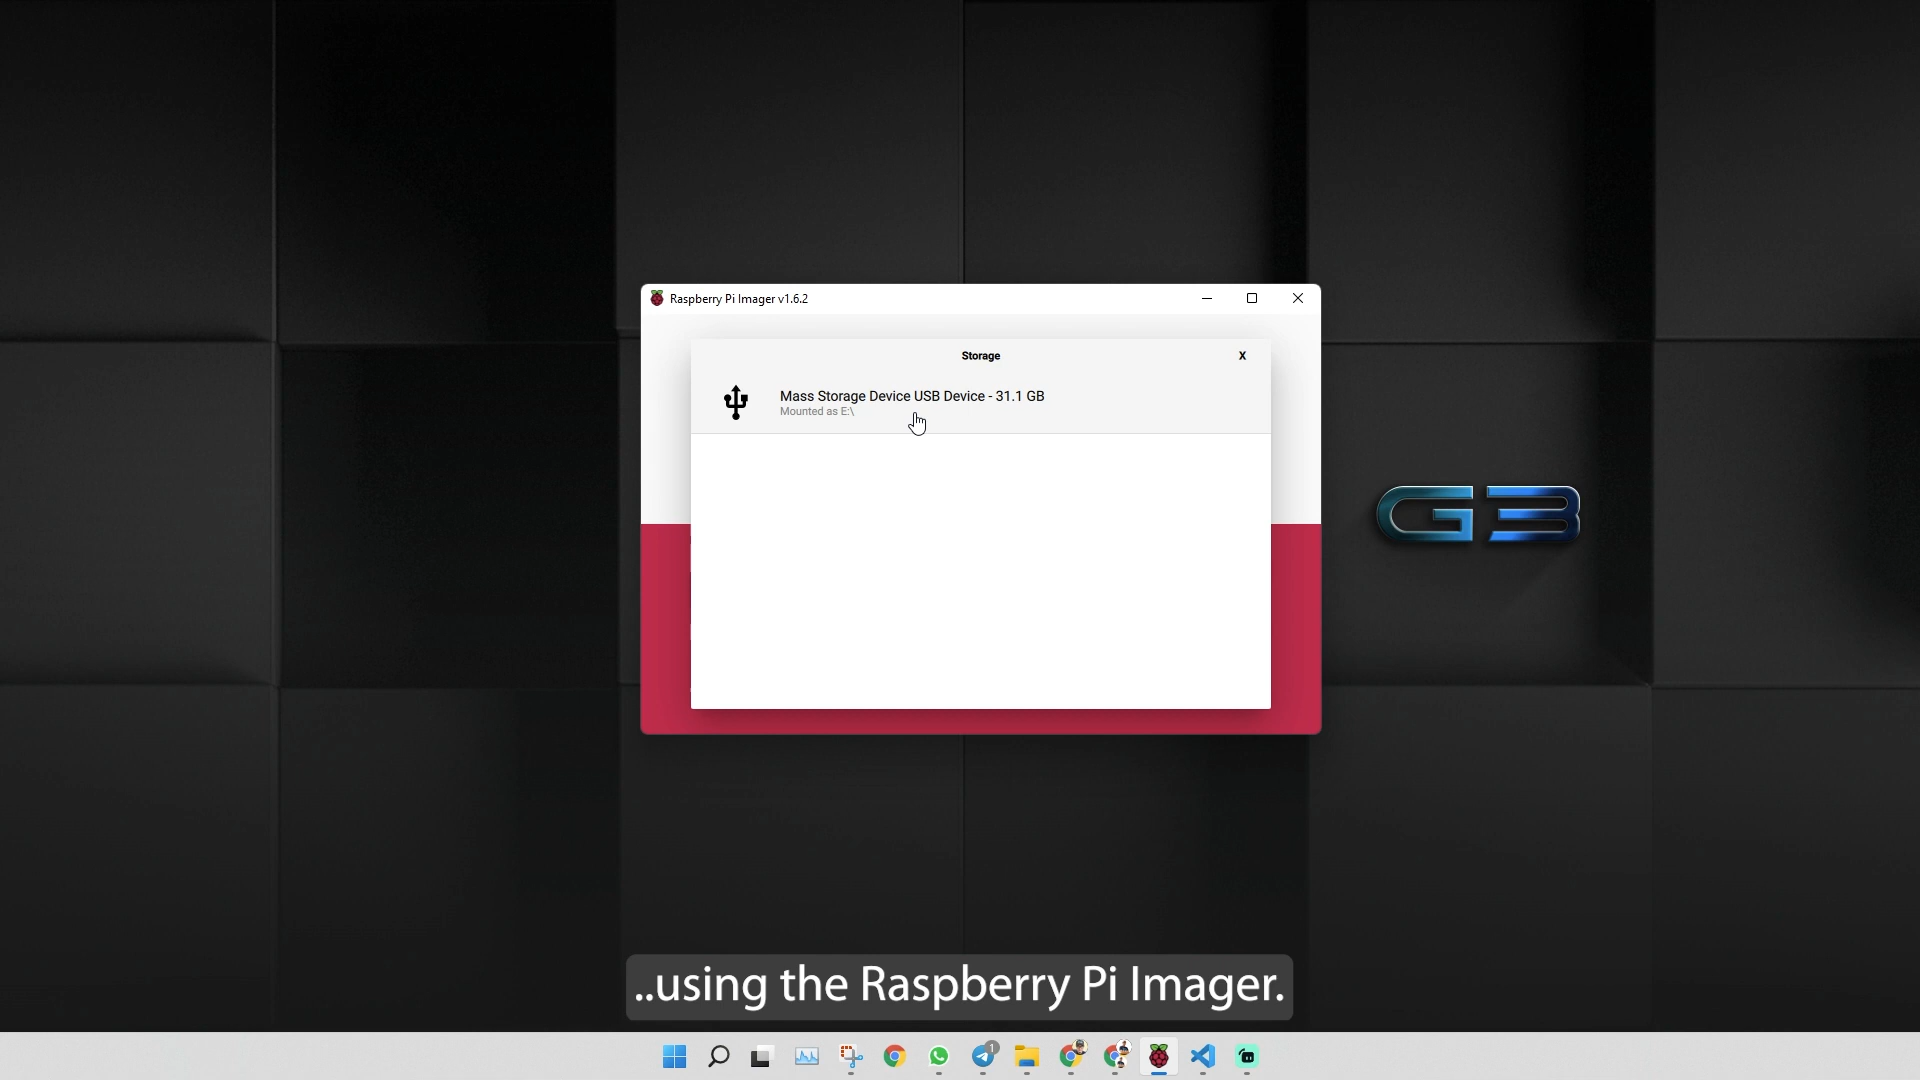 Raspberry Pi Imager v1.6.2
Storage
X
Mass Storage Device USB Device - 31.1 GB
Mounted as E:\
G3
..using the Raspberry Pi Imager.
1